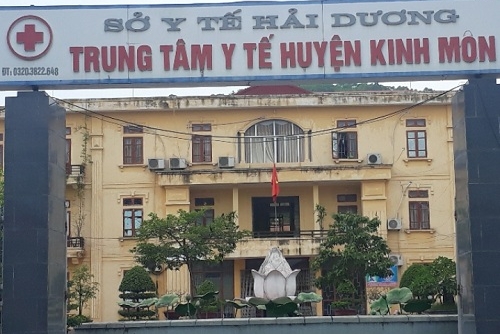 SỞ Y TẾ HẢI DƯƠNG
TRUNG TÂM Y TẾ HUYỆN KINH MÔN
ĐT: 0320.3822.648